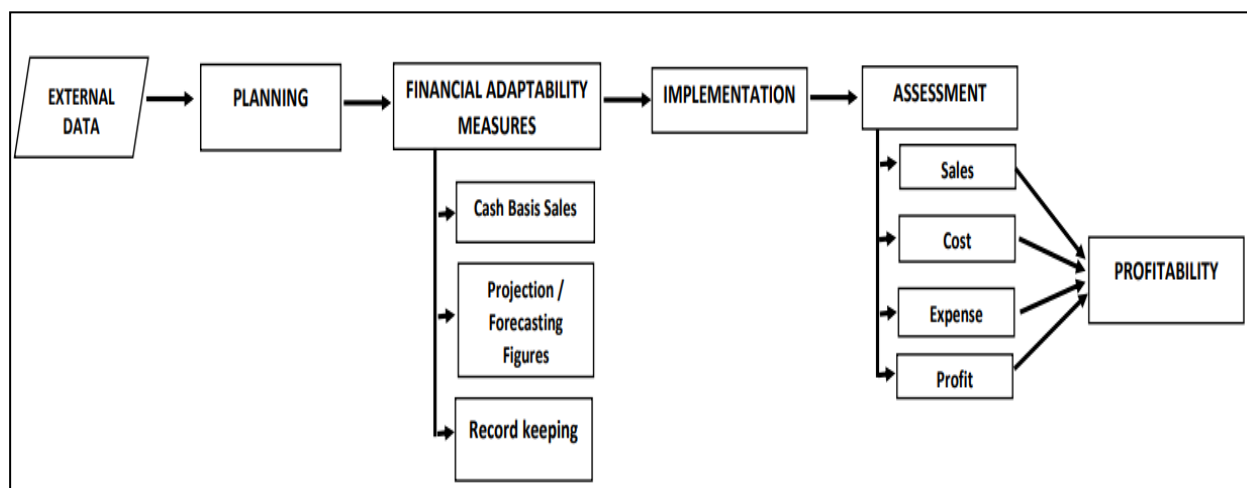 EXTERNAL
DATA
PLANNING
FINANCIAL ADAPTABILITY
MEASURES
IMPLEMENTATION
ASSESSMENT
Cash Basis Sales
Projection /
Forecasting
Figures
Record keeping
Sales
Cost
Expense
Profit
PROFITABILITY